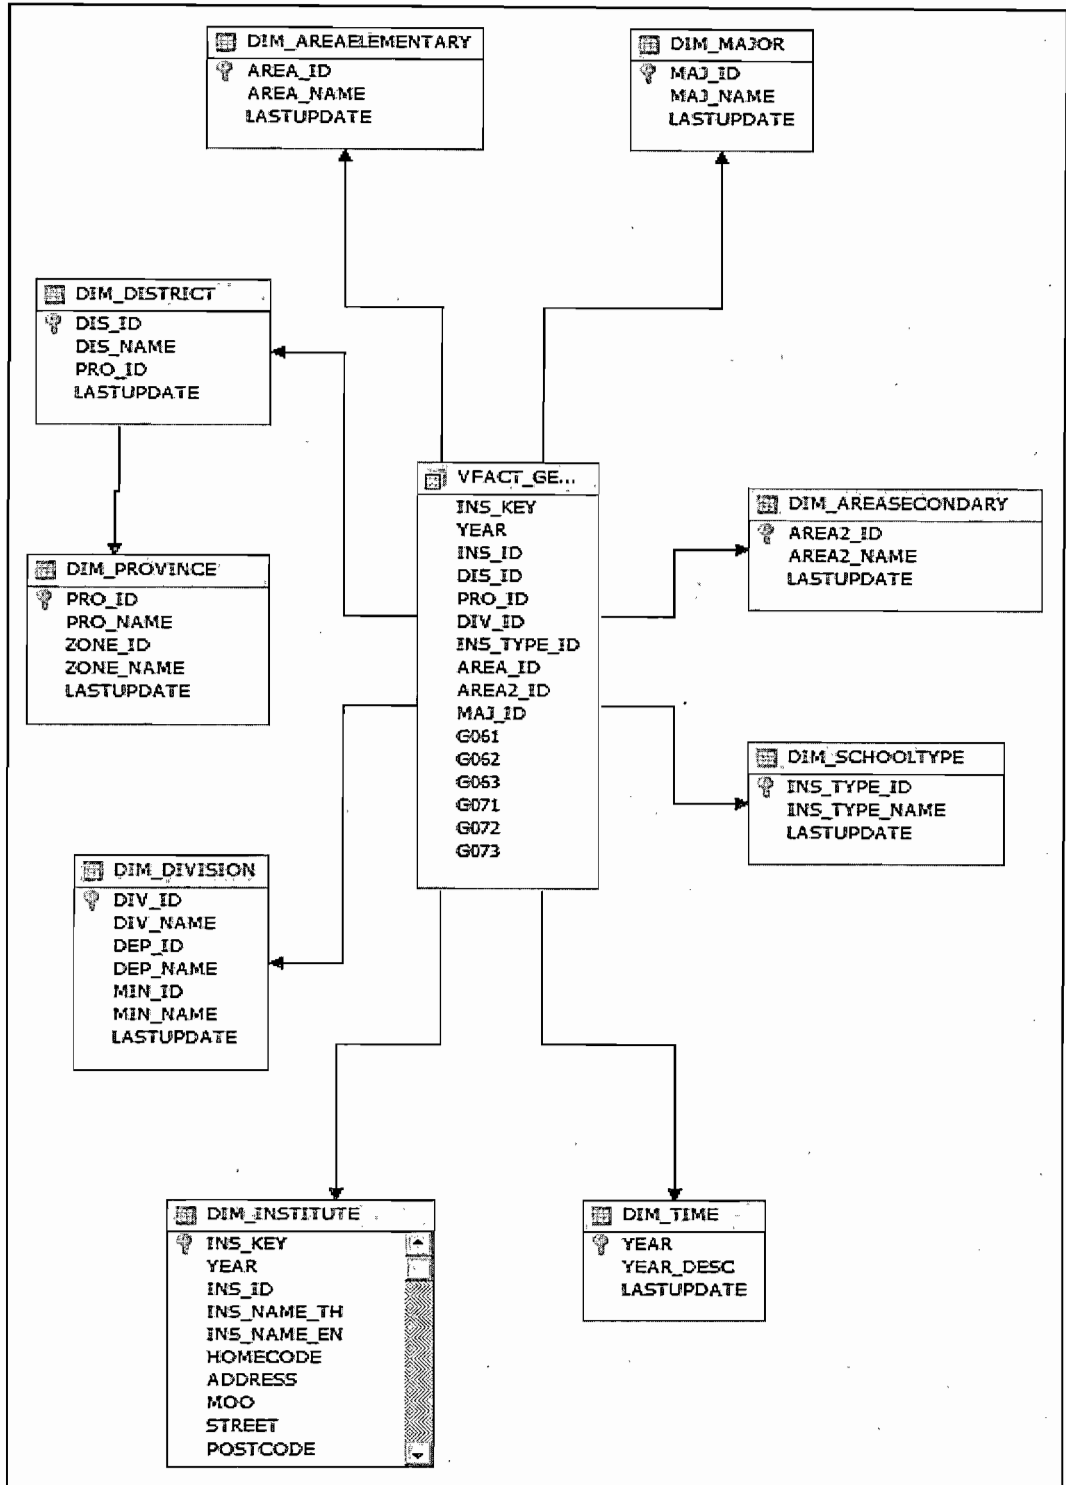 DIM_AREAELEMENTARY
AREA_ID
AREA_NAME
LASTUPDATE
DIM_MAJOR
MAJ_ID
MAJ_NAME
LASTUPDATE
DIM_DISTRICT
DIS_ID
DIS_NAME
PRO_ID
LASTUPDATE
VFACT_GE...
INS_KEY
YEAR
INS_ID
DIS_ID
PRO_ID
DIV_ID
INS_TYPE_ID
AREA_ID
AREA2_ID
MAJ_ID
G061
G062
G063
G071
G072
G073
DIM_AREASECONDARY
AREA2_ID
AREA2_NAME
LASTUPDATE
DIM_PROVINCE
PRO_ID
PRO_NAME
ZONE_ID
ZONE_NAME
LASTUPDATE
DIM_SCHOOLTYPE
INS_TYPE_ID
INS_TYPE_NAME
LASTUPDATE
DIM_DIVISION
DIV_ID
DIV_NAME
DEP_ID
DEP_NAME
MIN_ID
MIN_NAME
LASTUPDATE
DIM_INSTITUTE
INS_KEY
YEAR
INS_ID
INS_NAME_TH
INS_NAME_EN
HOMECODE
ADDRESS
MOO
STREET
POSTCODE
DIM_TIME
YEAR
YEAR_DESC
LASTUPDATE